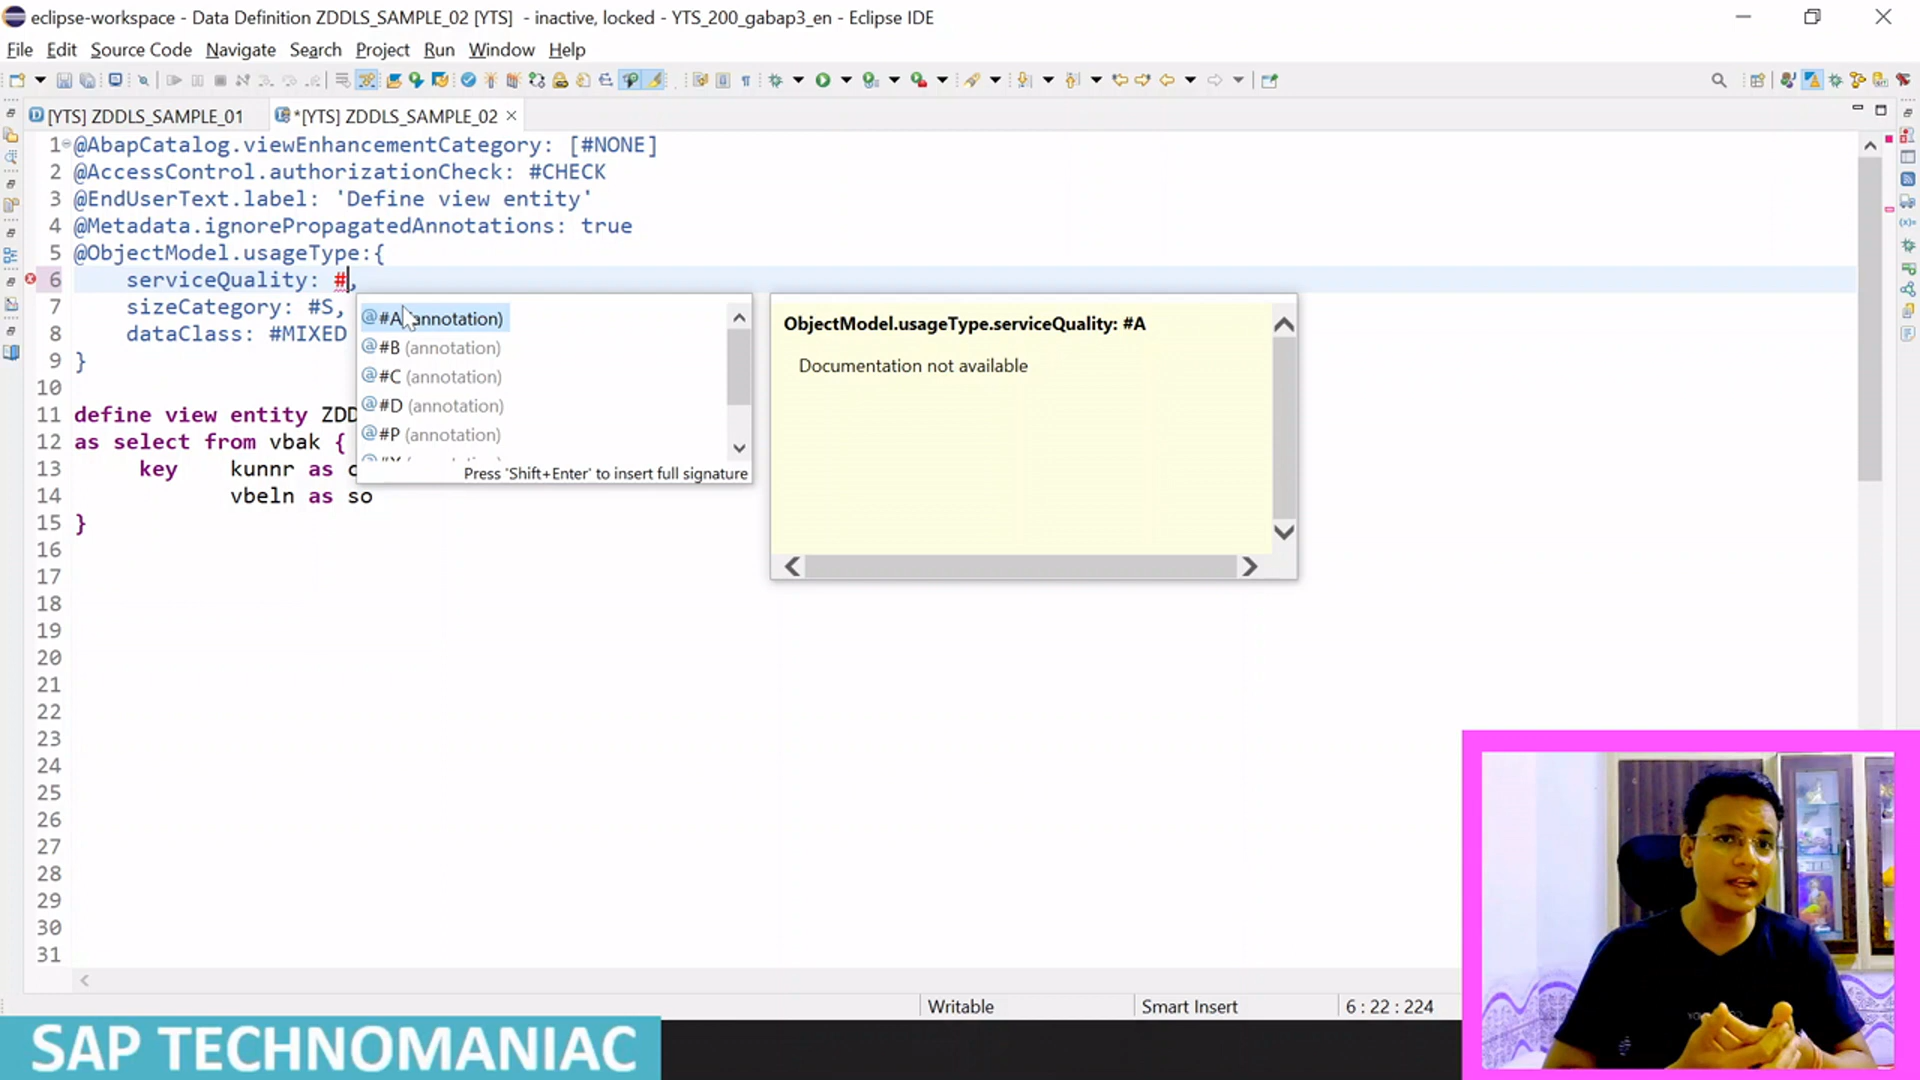 eclipse-workspace - Data Definition ZDDLS_SAMPLE_02 [YTS]  - inactive, locked - YTS_200_gabap3_en - Eclipse IDE
File Edit Source Code Navigate Search Project Run Window Help
[YTS] ZDDLS_SAMPLE_01
*[YTS] ZDDLS_SAMPLE_02
1 @AbapCatalog.viewEnhancementCategory: [#NONE]
2 @AccessControl.authorizationCheck: #CHECK
3 @EndUserText.label: 'Define view entity'
4 @Metadata.ignorePropagatedAnnotations: true
5 @ObjectModel.usageType:{
6 serviceQuality: #,
7 sizeCategory: #S,
8 dataClass: #MIXED
9 }
10
11 define view entity ZDD
12 as select from vbak {
13 key kunnr as c
14 vbeln as so
15 }
16
17
18
19
20
21
22
23
24
25
26
27
28
29
30
31
#A (annotation)
#B (annotation)
#C (annotation)
#D (annotation)
#P (annotation)
Press 'Shift+Enter' to insert full signature
ObjectModel.usageType.serviceQuality: #A
Documentation not available
Writable
Smart Insert
6 : 22 : 224
SAP TECHNOMANIAC